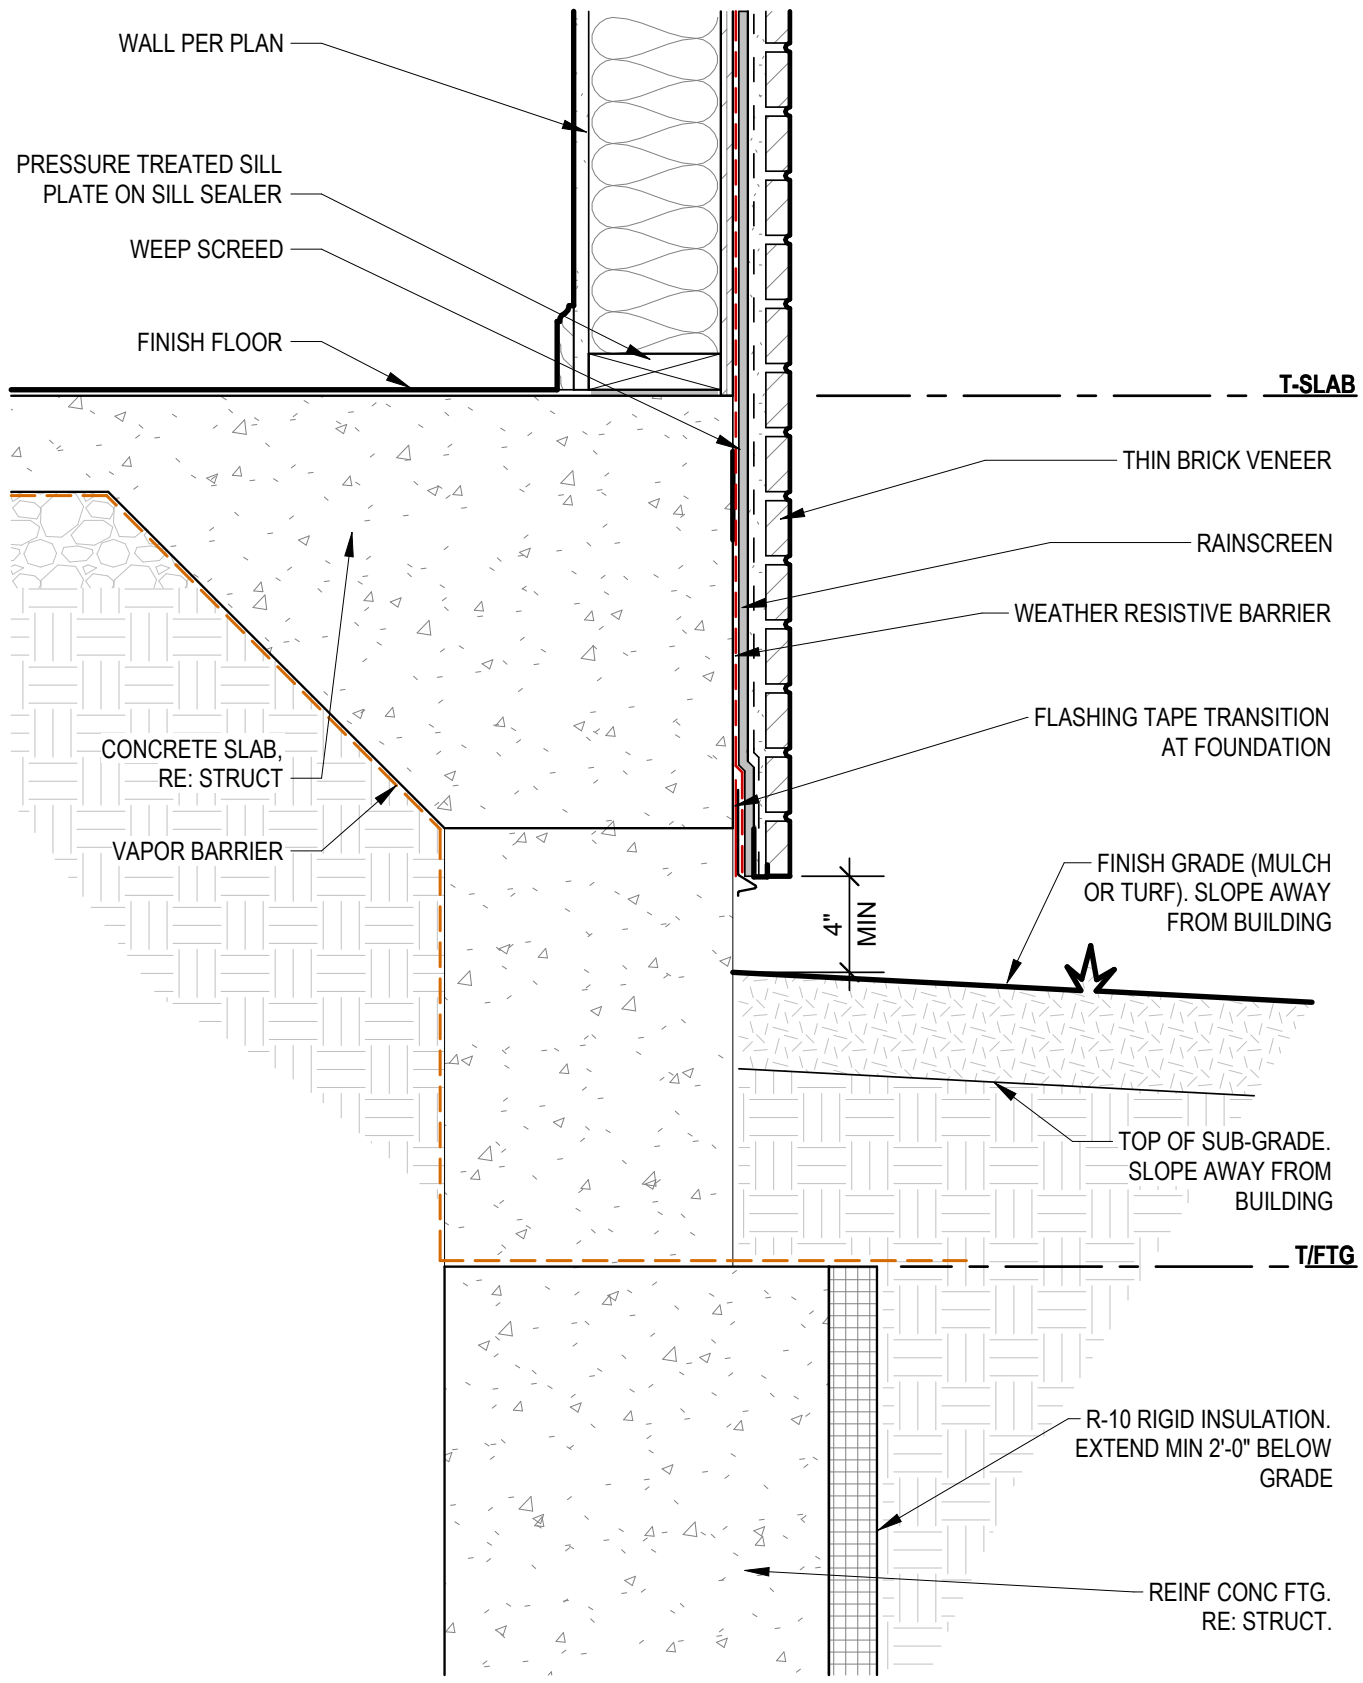 WALL PER PLAN
PRESSURE TREATED SILL
PLATE ON SILL SEALER
WEEP SCREED
FINISH FLOOR
T-SLAB
THIN BRICK VENEER
RAINSCREEN
WEATHER RESISTIVE BARRIER
FLASHING TAPE TRANSITION
AT FOUNDATION
CONCRETE SLAB,
RE: STRUCT
VAPOR BARRIER
4"
MIN
FINISH GRADE (MULCH
OR TURF). SLOPE AWAY
FROM BUILDING
TOP OF SUB-GRADE.
SLOPE AWAY FROM
BUILDING
T/FTG
R-10 RIGID INSULATION.
EXTEND MIN 2'-0" BELOW
GRADE
REINF CONC FTG.
RE: STRUCT.